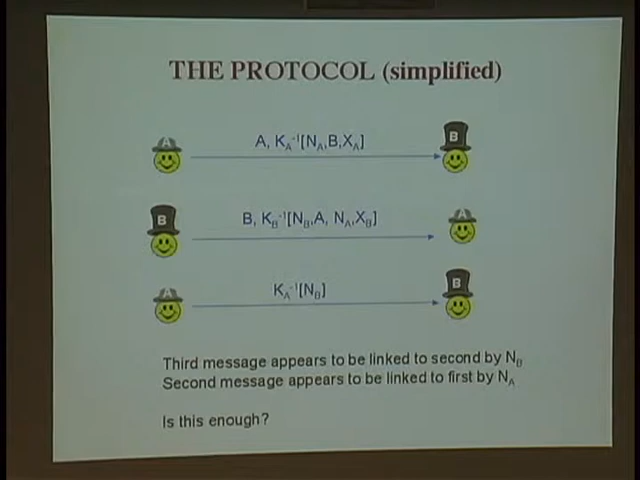 THE PROTOCOL (simplified)
A
A, K_A^-1[N_A,B,X_A]
B
B
B, K_B^-1[N_B,A, N_A,X_B]
A
A
K_A^-1[N_B]
B
Third message appears to be linked to second by N_B
Second message appears to be linked to first by N_A
Is this enough?